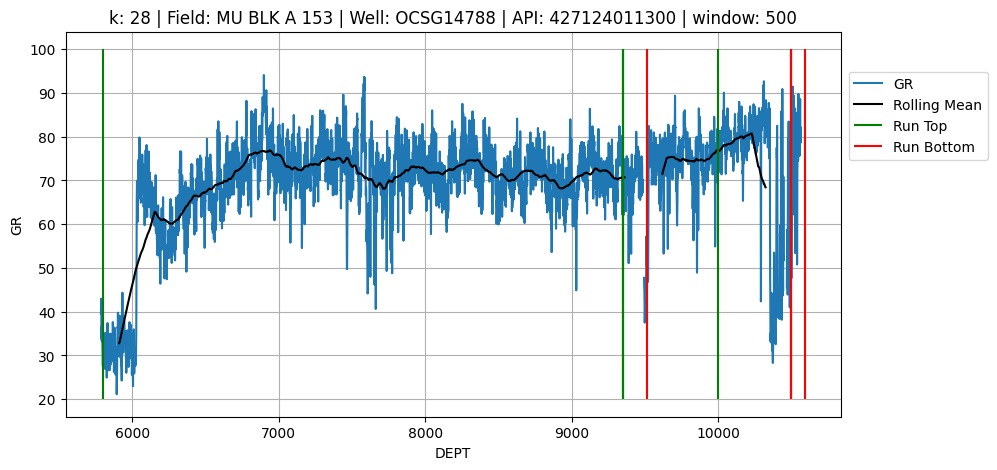 k: 28 | Field: MU BLK A 153 | Well: OCSG14788 | API: 427124011300 | window: 500
100
90
80
70
60
50
40
30
20
GR
6000
7000
8000
9000
10000
DEPT
GR
Rolling Mean
Run Top
Run Bottom